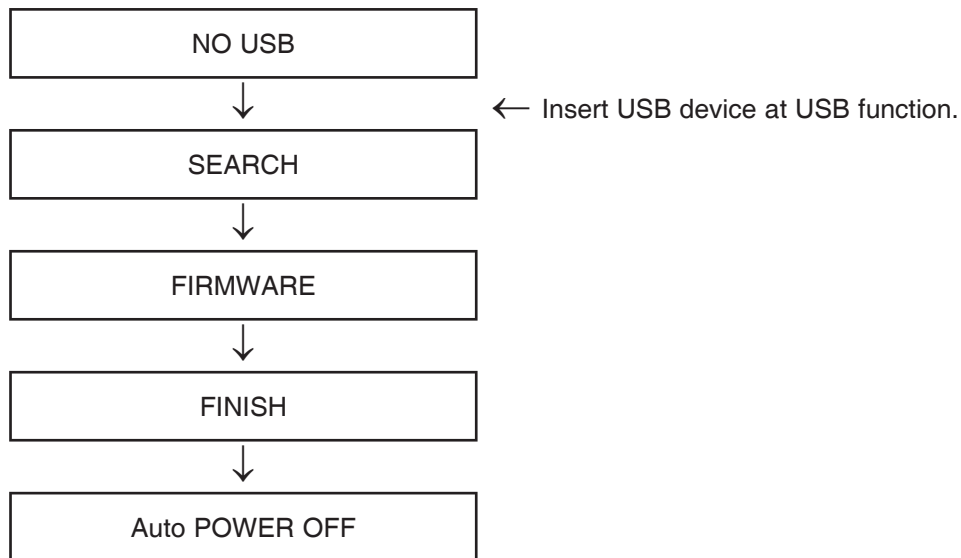 NO USB
Insert USB device at USB function.
SEARCH
FIRMWARE
FINISH
Auto POWER OFF